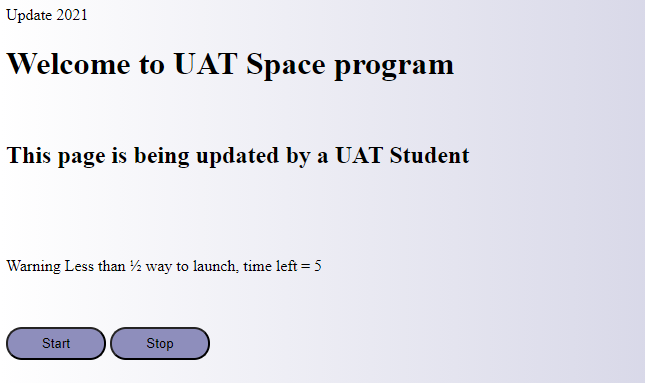 Update 2021
Welcome to UAT Space program
This page is being updated by a UAT Student
Warning Less than ½ way to launch, time left = 5
Start Stop